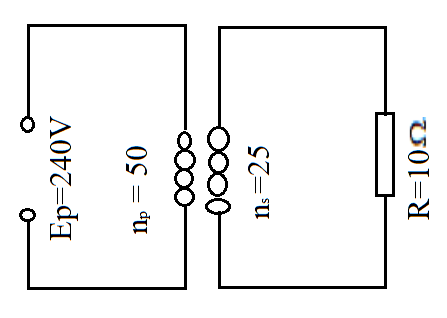 Ep=240V
nₚ = 50
nₛ=25
R=10Ω